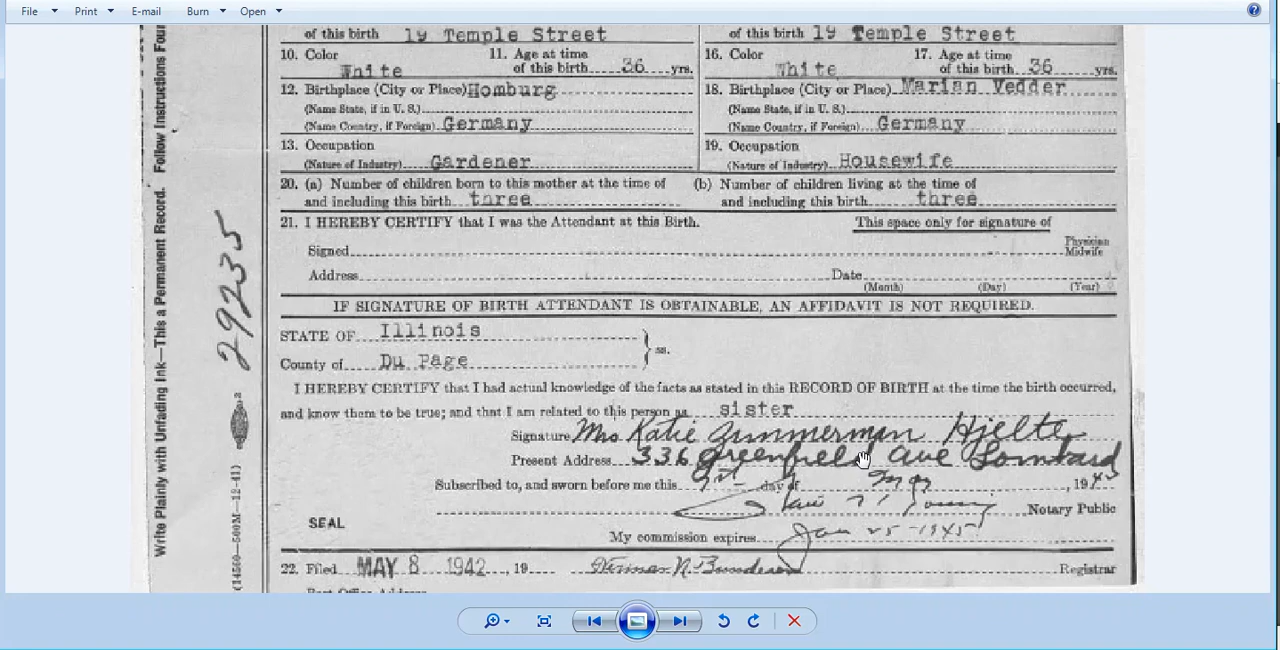 File Print E-mail Burn Open
Write Plainly with Unfading Ink—This a Permanent Record. Follow Instructions Four
29235
(14560—500M—12-41)
of this birth 19 Temple Street of this birth 19 Temple Street
10. Color White 11. Age at time of this birth 36 yrs. 16. Color White 17. Age at time of this birth 36 yrs.
12. Birthplace (City or Place) Homburg 18. Birthplace (City or Place) Marian Vedder
(Name State, if in U. S.) (Name State, if in U. S.)
(Name Country, if Foreign) Germany (Name Country, if Foreign) Germany
13. Occupation 19. Occupation
(Nature of Industry) Gardener (Nature of Industry) Housewife
20. (a) Number of children born to this mother at the time of (b) Number of children living at the time of
and including this birth three and including this birth three
21. I HEREBY CERTIFY that I was the Attendant at this Birth. This space only for signature of
Signed Physician
Midwife
Address Date
(Month) (Day) (Year)
IF SIGNATURE OF BIRTH ATTENDANT IS OBTAINABLE, AN AFFIDAVIT IS NOT REQUIRED.
STATE OF Illinois
ss.
County of Du Page
I HEREBY CERTIFY that I had actual knowledge of the facts as stated in this RECORD OF BIRTH at the time the birth occurred,
and know them to be true; and that I am related to this person as sister
Signature Mrs Katie Zimmerman Hjelte
Present Address 336 Greenfield Ave Lombard
Subscribed to, and sworn before me this day of May, 194
Notary Public
SEAL
My commission expires Jan 25-1945
22. Filed MAY 8 1942, 19 Registrar